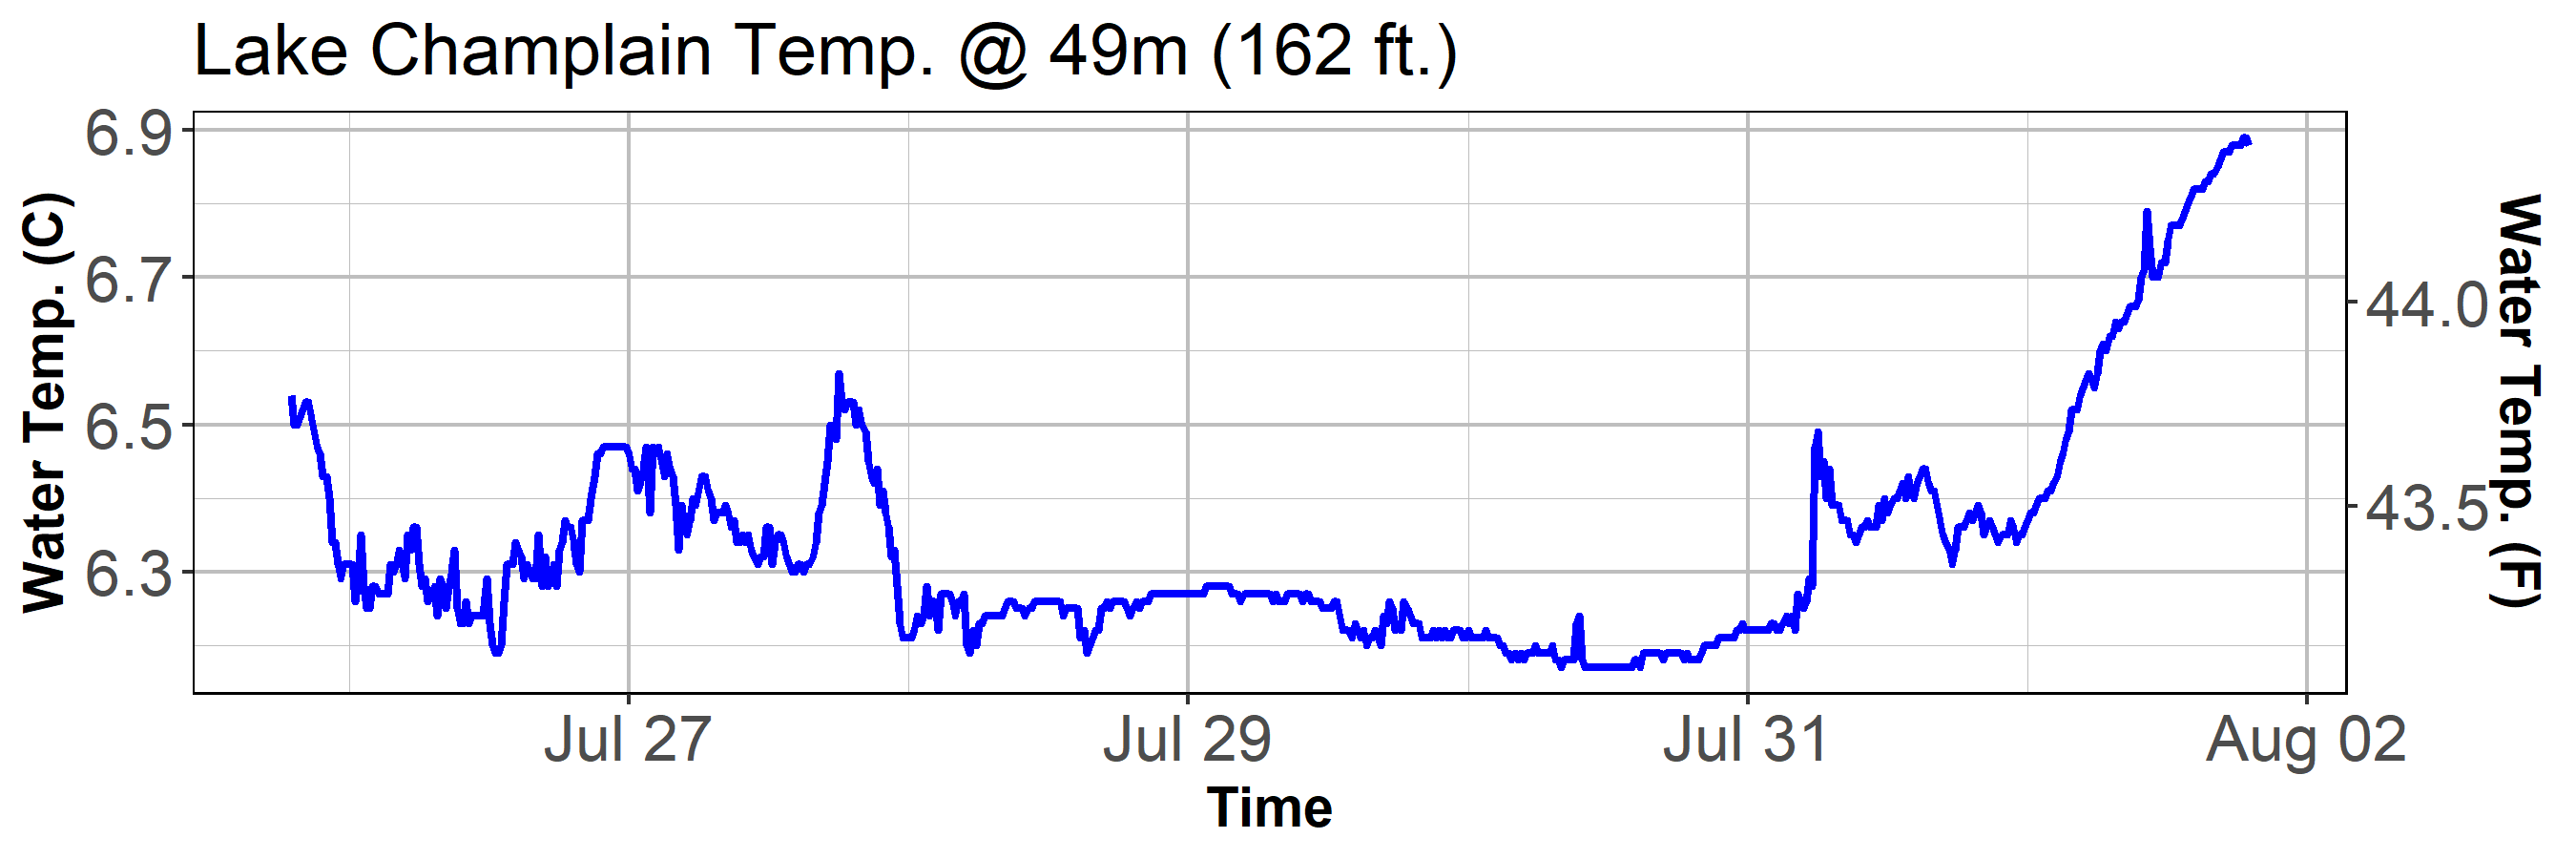 Lake Champlain Temp. @ 49m (162 ft.)
Water Temp. (C)
6.9
6.7
6.5
6.3
44.0
43.5
Water Temp. (F)
Jul 27
Jul 29
Jul 31
Aug 02
Time